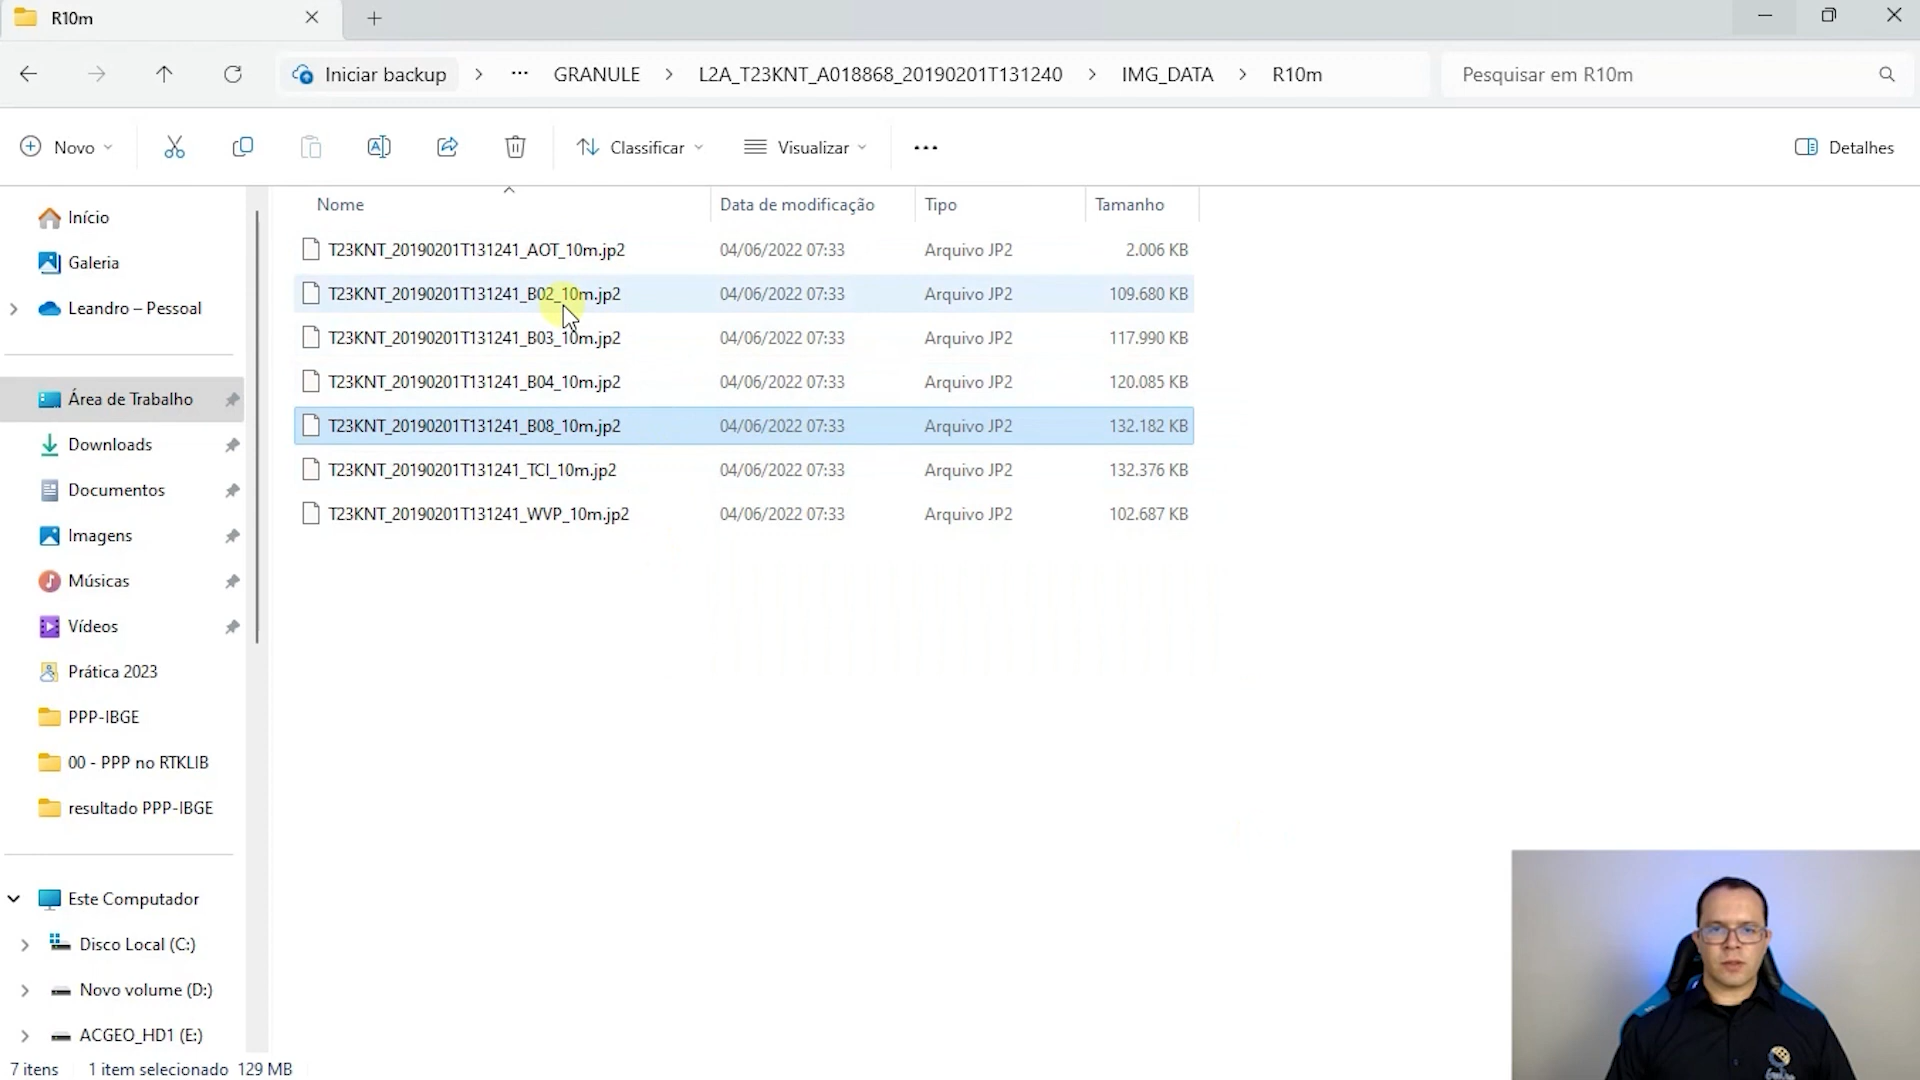 R10m
Iniciar backup > ··· GRANULE > L2A_T23KNT_A018868_20190201T131240 > IMG_DATA > R10m
Pesquisar em R10m
Novo
Classificar
Visualizar
Detalhes
Nome Data de modificação Tipo Tamanho
T23KNT_20190201T131241_AOT_10m.jp2 04/06/2022 07:33 Arquivo JP2 2.006 KB
T23KNT_20190201T131241_B02_10m.jp2 04/06/2022 07:33 Arquivo JP2 109.680 KB
T23KNT_20190201T131241_B03_10m.jp2 04/06/2022 07:33 Arquivo JP2 117.990 KB
T23KNT_20190201T131241_B04_10m.jp2 04/06/2022 07:33 Arquivo JP2 120.085 KB
T23KNT_20190201T131241_B08_10m.jp2 04/06/2022 07:33 Arquivo JP2 132.182 KB
T23KNT_20190201T131241_TCI_10m.jp2 04/06/2022 07:33 Arquivo JP2 132.376 KB
T23KNT_20190201T131241_WVP_10m.jp2 04/06/2022 07:33 Arquivo JP2 102.687 KB
Início
Galeria
Leandro – Pessoal
Área de Trabalho
Downloads
Documentos
Imagens
Músicas
Vídeos
Prática 2023
PPP-IBGE
00 - PPP no RTKLIB
resultado PPP-IBGE
Este Computador
Disco Local (C:)
Novo volume (D:)
ACGEO_HD1 (E:)
7 itens 1 item selecionado 129 MB